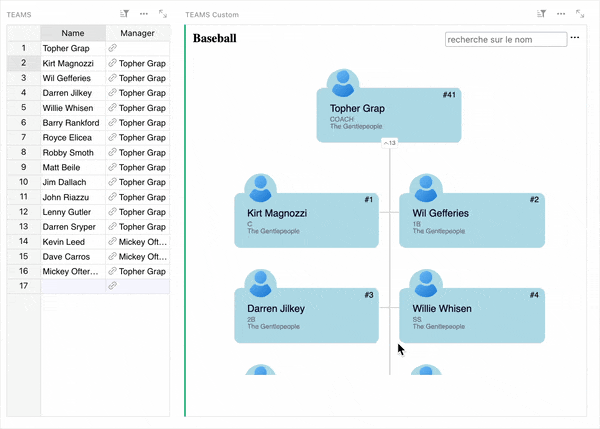 TEAMS
Name Manager
1 Topher Grap
2 Kirt Magnozzi Topher Grap
3 Wil Gefferies Topher Grap
4 Darren Jilkey Topher Grap
5 Willie Whisen Topher Grap
6 Barry Rankford Topher Grap
7 Royce Elicea Topher Grap
8 Robby Smoth Topher Grap
9 Matt Beile Topher Grap
10 Jim Dallach Topher Grap
11 John Riazzu Topher Grap
12 Lenny Gutler Topher Grap
13 Darren Sryper Topher Grap
14 Kevin Leed Mickey Oft...
15 Dave Carros Mickey Oft...
16 Mickey Ofter... Topher Grap
17
TEAMS Custom
Baseball
recherche sur le nom
#41
Topher Grap
COACH
The Gentlepeople
13
#1
Kirt Magnozzi
C
The Gentlepeople
#2
Wil Gefferies
1B
The Gentlepeople
#3
Darren Jilkey
2B
The Gentlepeople
#4
Willie Whisen
SS
The Gentlepeople